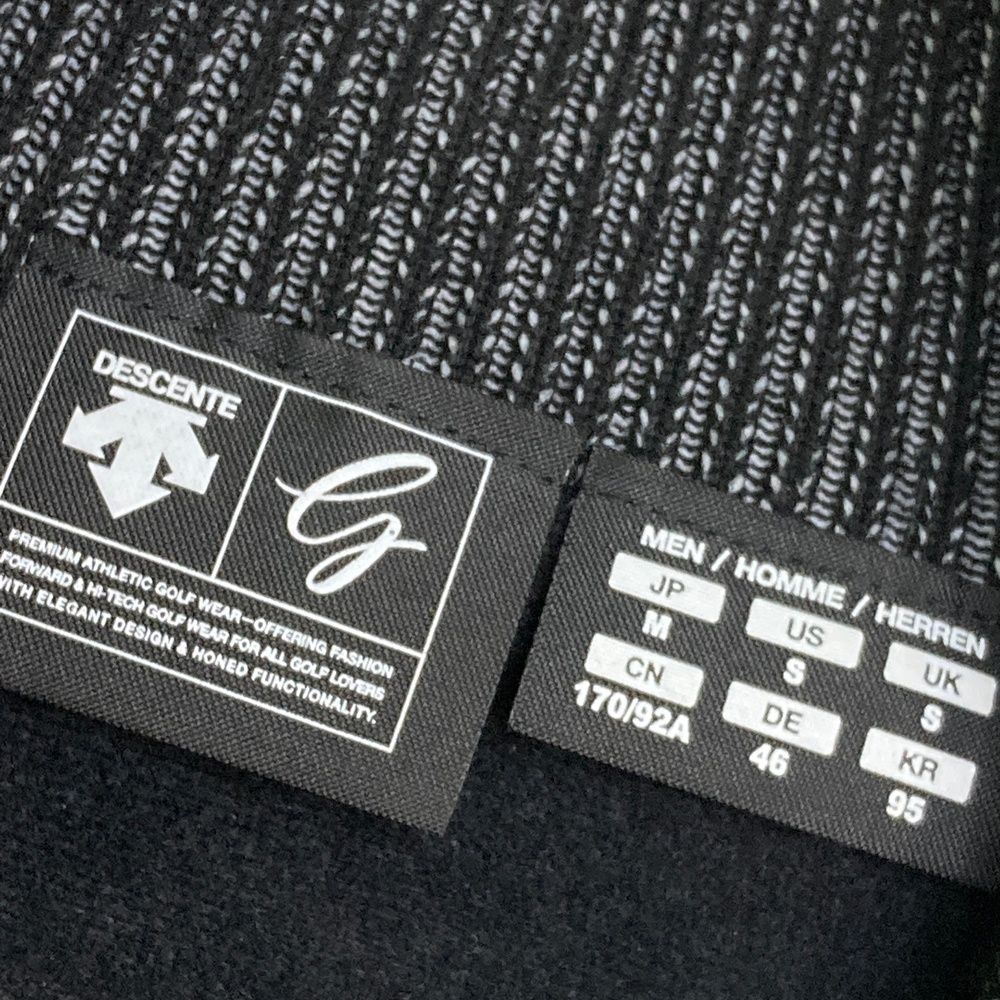 DESCENTE
G
PREMIUM ATHLETIC GOLF WEAR—OFFERING FASHION
FORWARD & HI-TECH GOLF WEAR FOR ALL GOLF LOVERS
WITH ELEGANT DESIGN & HONED FUNCTIONALITY.
MEN / HOMME / HERREN
JP US UK
M S S
CN DE KR
170/92A 46 95